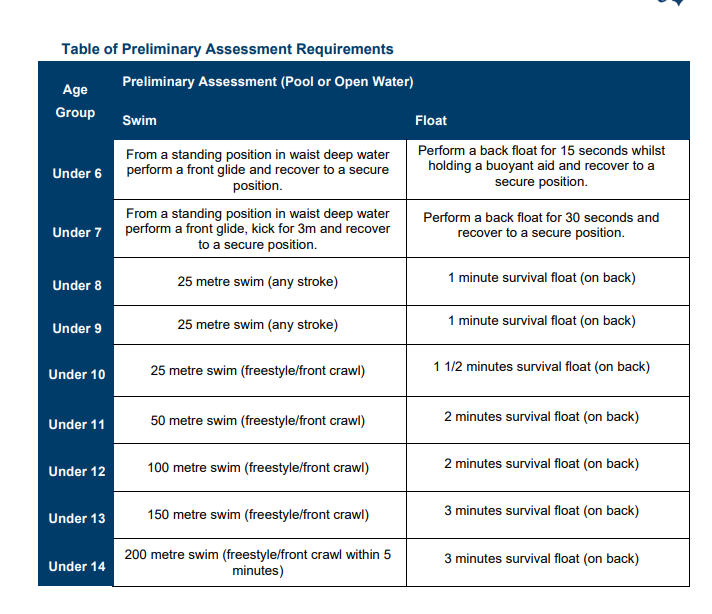 Table of Preliminary Assessment Requirements
Age
Group
Preliminary Assessment (Pool or Open Water)
Swim
Float
Under 6
From a standing position in waist deep water
perform a front glide and recover to a secure
position.
Perform a back float for 15 seconds whilst
holding a buoyant aid and recover to a
secure position.
Under 7
From a standing position in waist deep water
perform a front glide, kick for 3m and recover
to a secure position.
Perform a back float for 30 seconds and
recover to a secure position.
Under 8
25 metre swim (any stroke)
1 minute survival float (on back)
Under 9
25 metre swim (any stroke)
1 minute survival float (on back)
Under 10
25 metre swim (freestyle/front crawl)
1 1/2 minutes survival float (on back)
Under 11
50 metre swim (freestyle/front crawl)
2 minutes survival float (on back)
Under 12
100 metre swim (freestyle/front crawl)
2 minutes survival float (on back)
Under 13
150 metre swim (freestyle/front crawl)
3 minutes survival float (on back)
Under 14
200 metre swim (freestyle/front crawl within 5
minutes)
3 minutes survival float (on back)